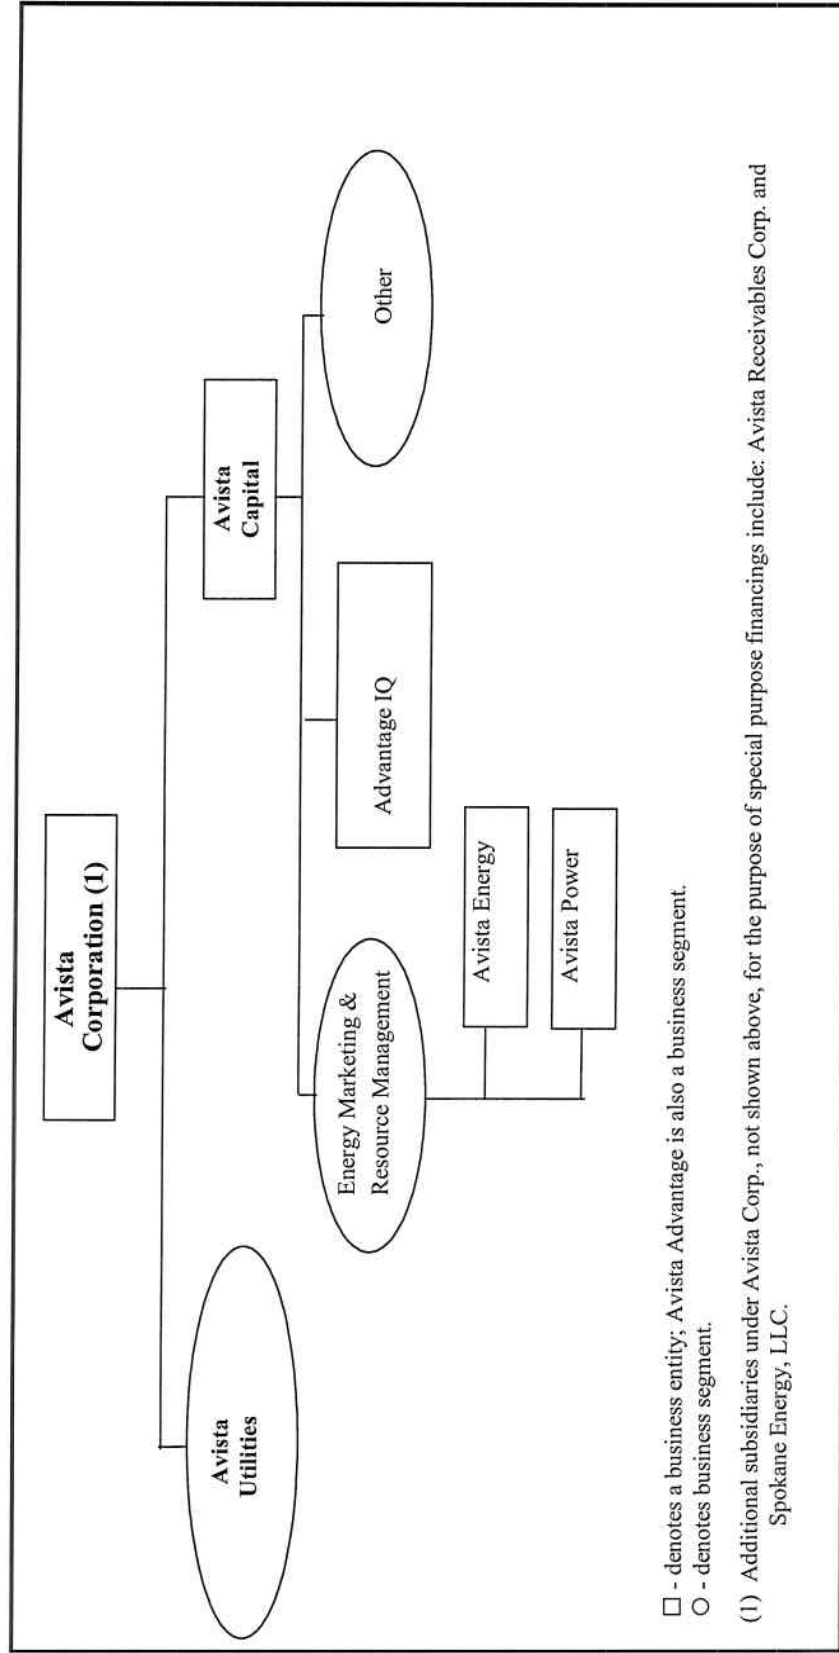 Avista
Corporation (1)
Avista
Utilities
Avista
Capital
Energy Marketing &
Resource Management
Advantage IQ
Other
Avista Energy
Avista Power
□ - denotes a business entity; Avista Advantage is also a business segment.
○ - denotes business segment.
(1) Additional subsidiaries under Avista Corp., not shown above, for the purpose of special purpose financings include: Avista Receivables Corp. and
Spokane Energy, LLC.